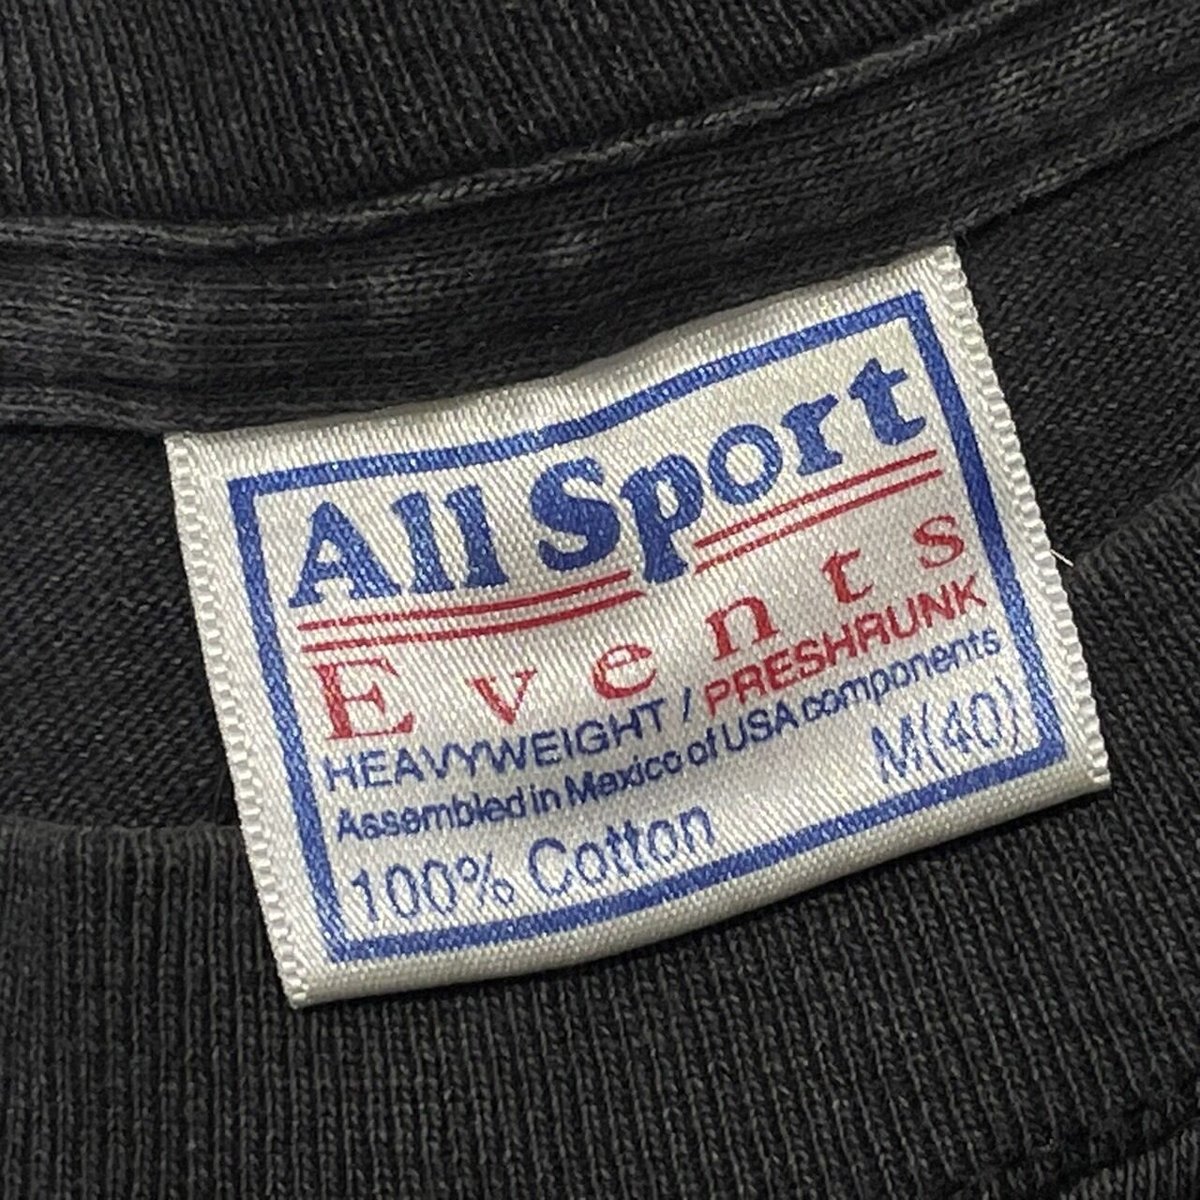 All Sport
Events
HEAVYWEIGHT / PRESHRUNK
Assembled in Mexico of USA components
M(40)
100% Cotton